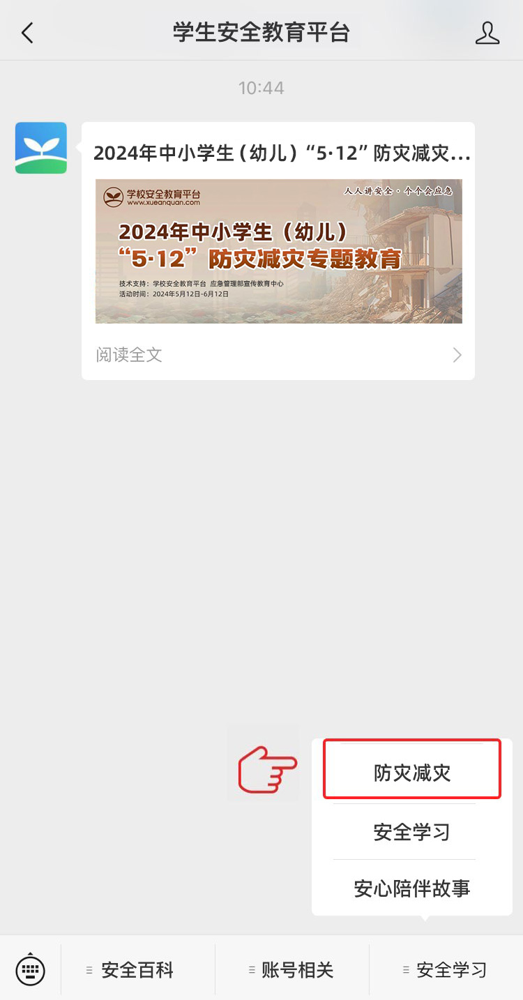 学生安全教育平台
10:44
2024年中小学生（幼儿）“5·12”防灾减灾...
学校安全教育平台
www.xueanquan.com
人人讲安全·个个会应急
2024年中小学生（幼儿）
“5·12”防灾减灾专题教育
技术支持：学校安全教育平台 应急管理部宣传教育中心
活动时间：2024年5月12日-6月12日
阅读全文
防灾减灾
安全学习
安心陪伴故事
安全百科
账号相关
安全学习